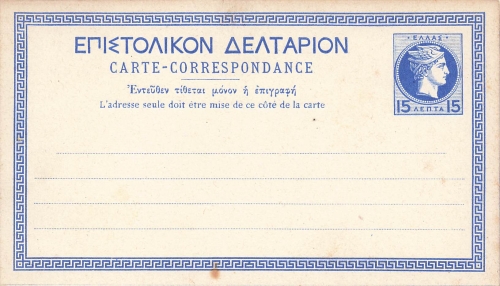 ΕΠΙΣΤΟΛΙΚΟΝ ΔΕΛΤΑΡΙΟΝ
CARTE-CORRESPONDANCE
Ἐντεῦθεν τίθεται μόνον ἡ ἐπιγραφή
L'adresse seule doit étre mise de ce côté de la carte
ΕΛΛΑΣ
15 ΛΕΠΤΑ 15